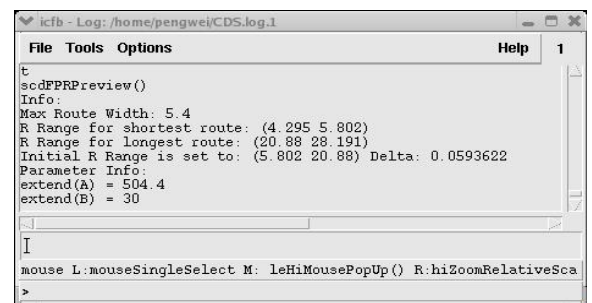 icfb - Log: /home/pengwei/CDS.log.1
File Tools Options Help 1
t
scdFPRPreview()
Info:
Max Route Width: 5.4
R Range for shortest route: (4.295 5.802)
R Range for longest route: (20.88 28.191)
Initial R Range is set to: (5.802 20.88) Delta: 0.0593622
Parameter Info:
extend(A) = 504.4
extend(B) = 30
mouse L:mouseSingleSelect M: leHiMousePopUp() R:hiZoomRelativeSca
>